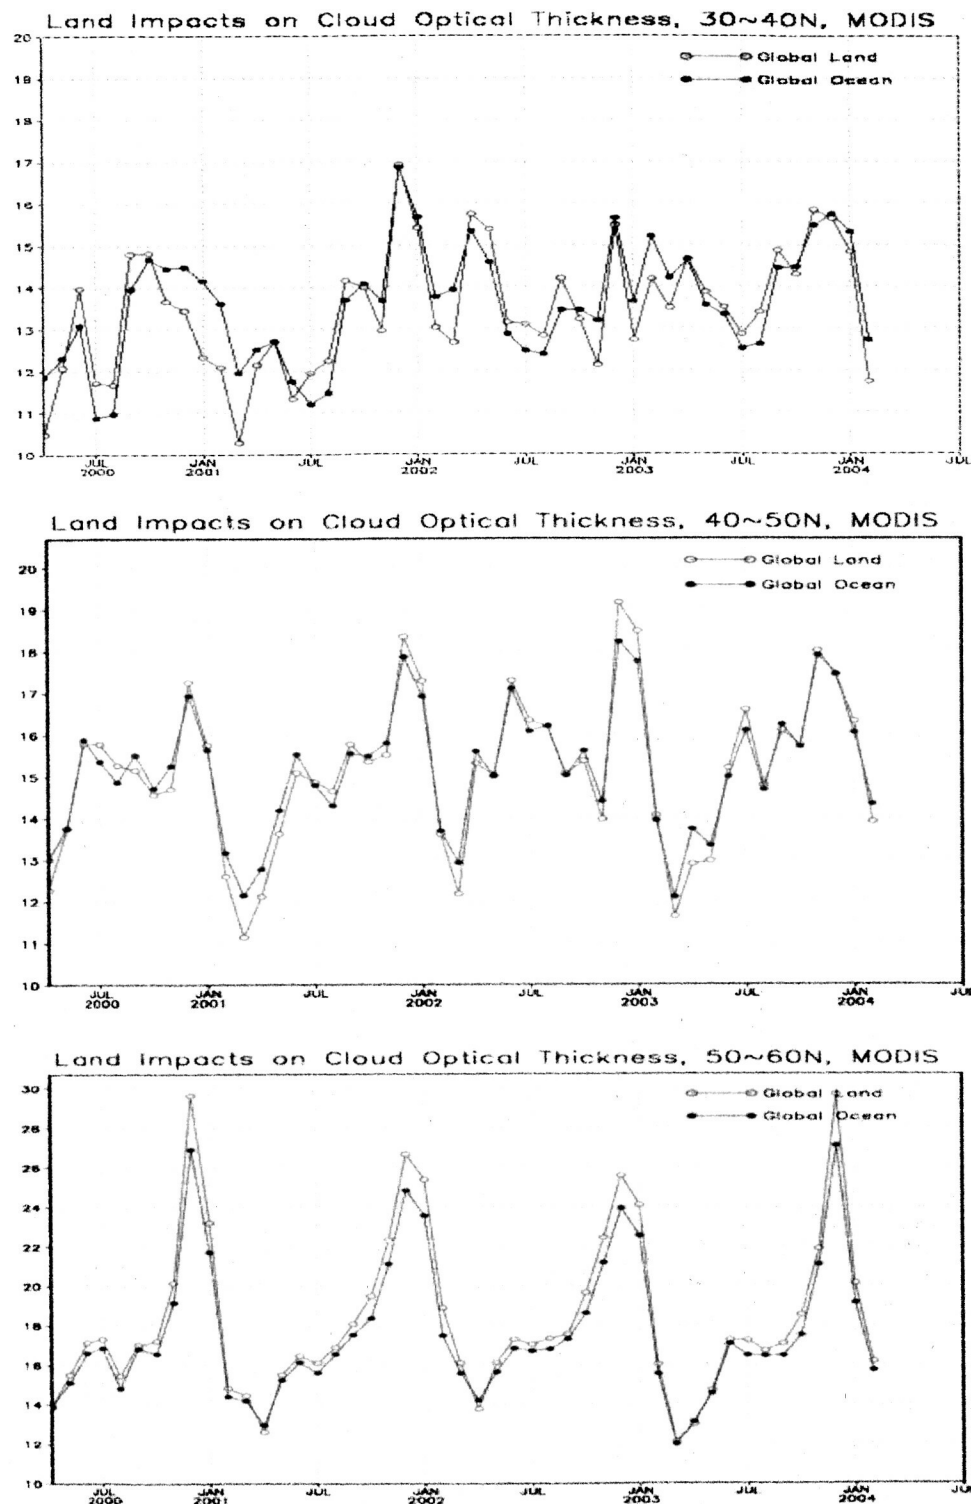 Land Impacts on Cloud Optical Thickness, 30~40N, MODIS
20
19
18
17
16
15
14
13
12
11
10
Global Land
Global Ocean
JUL JAN JUL JAN JUL JAN JUL JAN JUL
2000 2001 2002 2003 2004
Land Impacts on Cloud Optical Thickness, 40~50N, MODIS
20
19
18
17
16
15
14
13
12
11
10
Global Land
Global Ocean
JUL JAN JUL JAN JUL JAN JUL JAN JUL
2000 2001 2002 2003 2004
Land Impacts on Cloud Optical Thickness, 50~60N, MODIS
30
28
26
24
22
20
18
16
14
12
10
Global Land
Global Ocean
JUL JAN JUL JAN JUL JAN JUL JAN JUL
2000 2001 2002 2003 2004